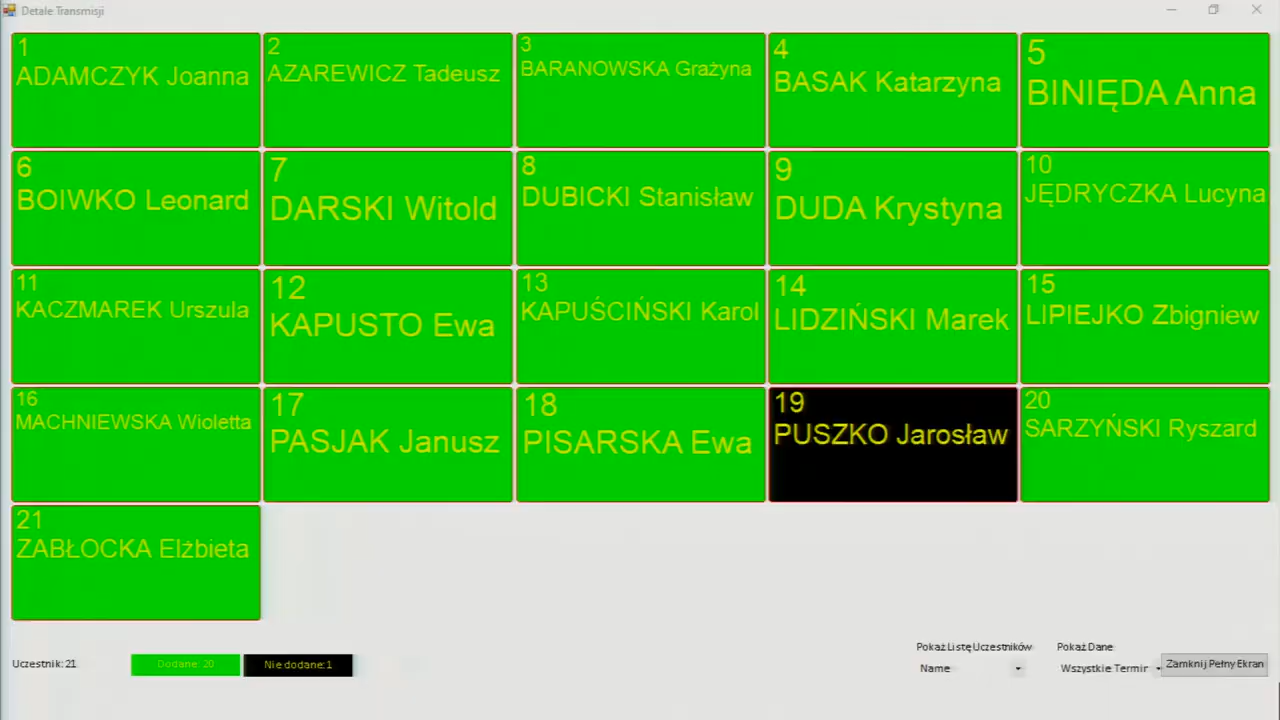 Detale Transmisji
1
ADAMCZYK Joanna
2
AZAREWICZ Tadeusz
3
BARANOWSKA Grażyna
4
BASAK Katarzyna
5
BINIĘDA Anna
6
BOIWKO Leonard
7
DARSKI Witold
8
DUBICKI Stanisław
9
DUDA Krystyna
10
JĘDRYCZKA Lucyna
11
KACZMAREK Urszula
12
KAPUSTO Ewa
13
KAPUŚCIŃSKI Karol
14
LIDZIŃSKI Marek
15
LIPIEJKO Zbigniew
16
MACHNIEWSKA Wioletta
17
PASJAK Janusz
18
PISARSKA Ewa
19
PUSZKO Jarosław
20
SARZYŃSKI Ryszard
21
ZABŁOCKA Elżbieta
Uczestnik: 21
Dodane: 20
Nie dodane:1
Pokaż Listę Uczestników
Name
Pokaż Dane
Wszystkie Termir
Zamknij Pełny Ekran